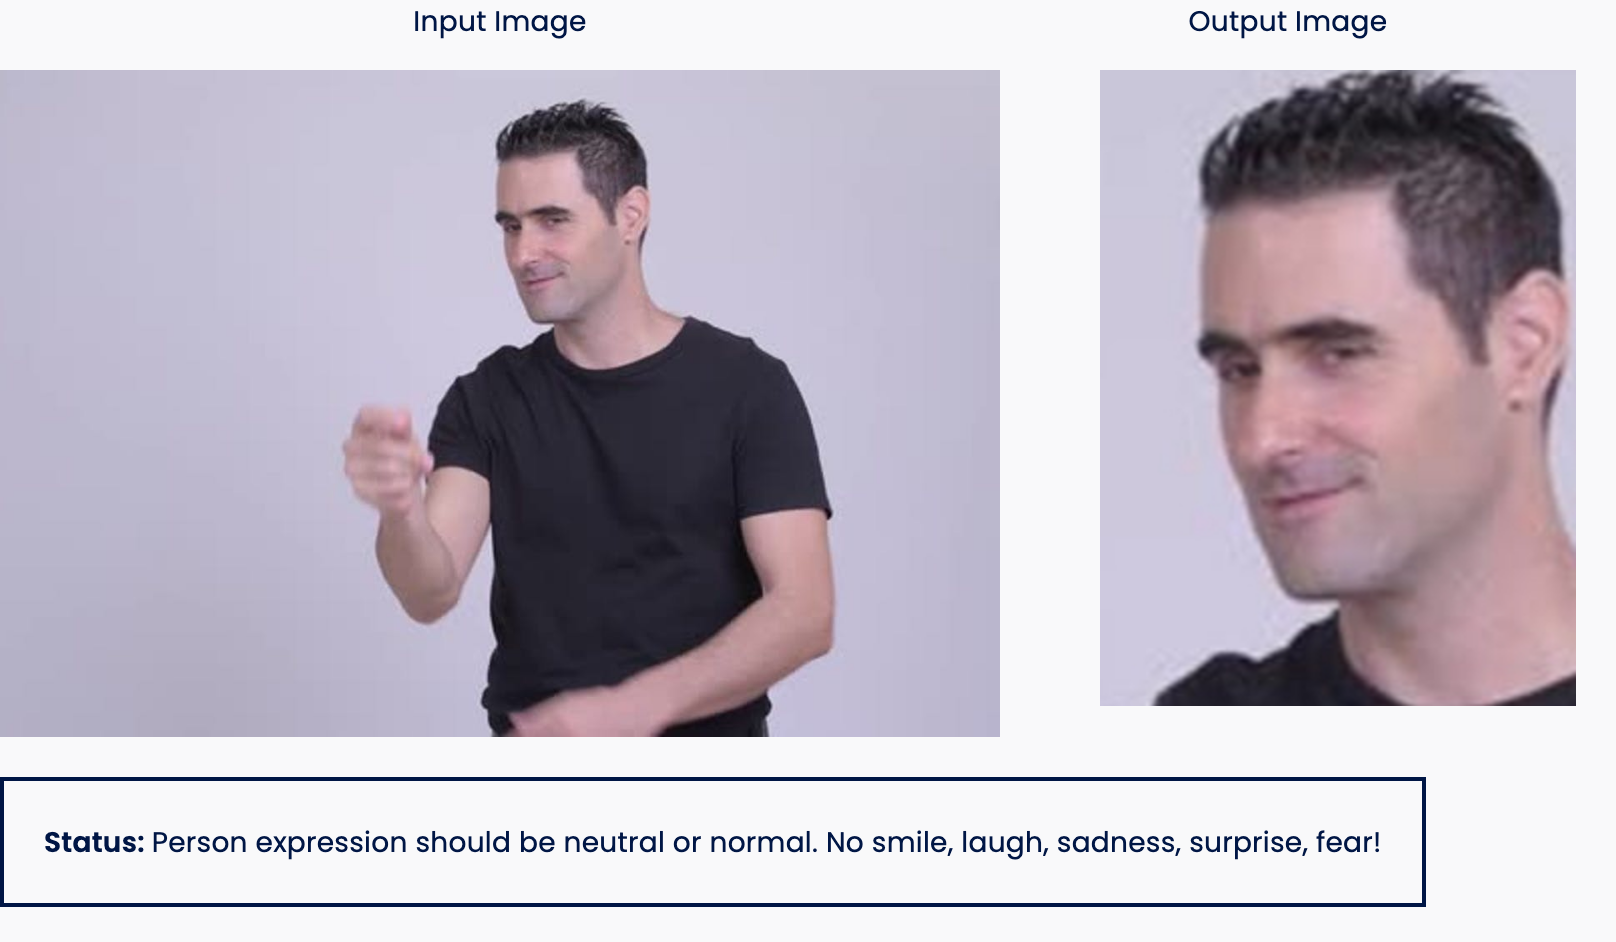 Input Image
Output Image
Status: Person expression should be neutral or normal. No smile, laugh, sadness, surprise, fear!